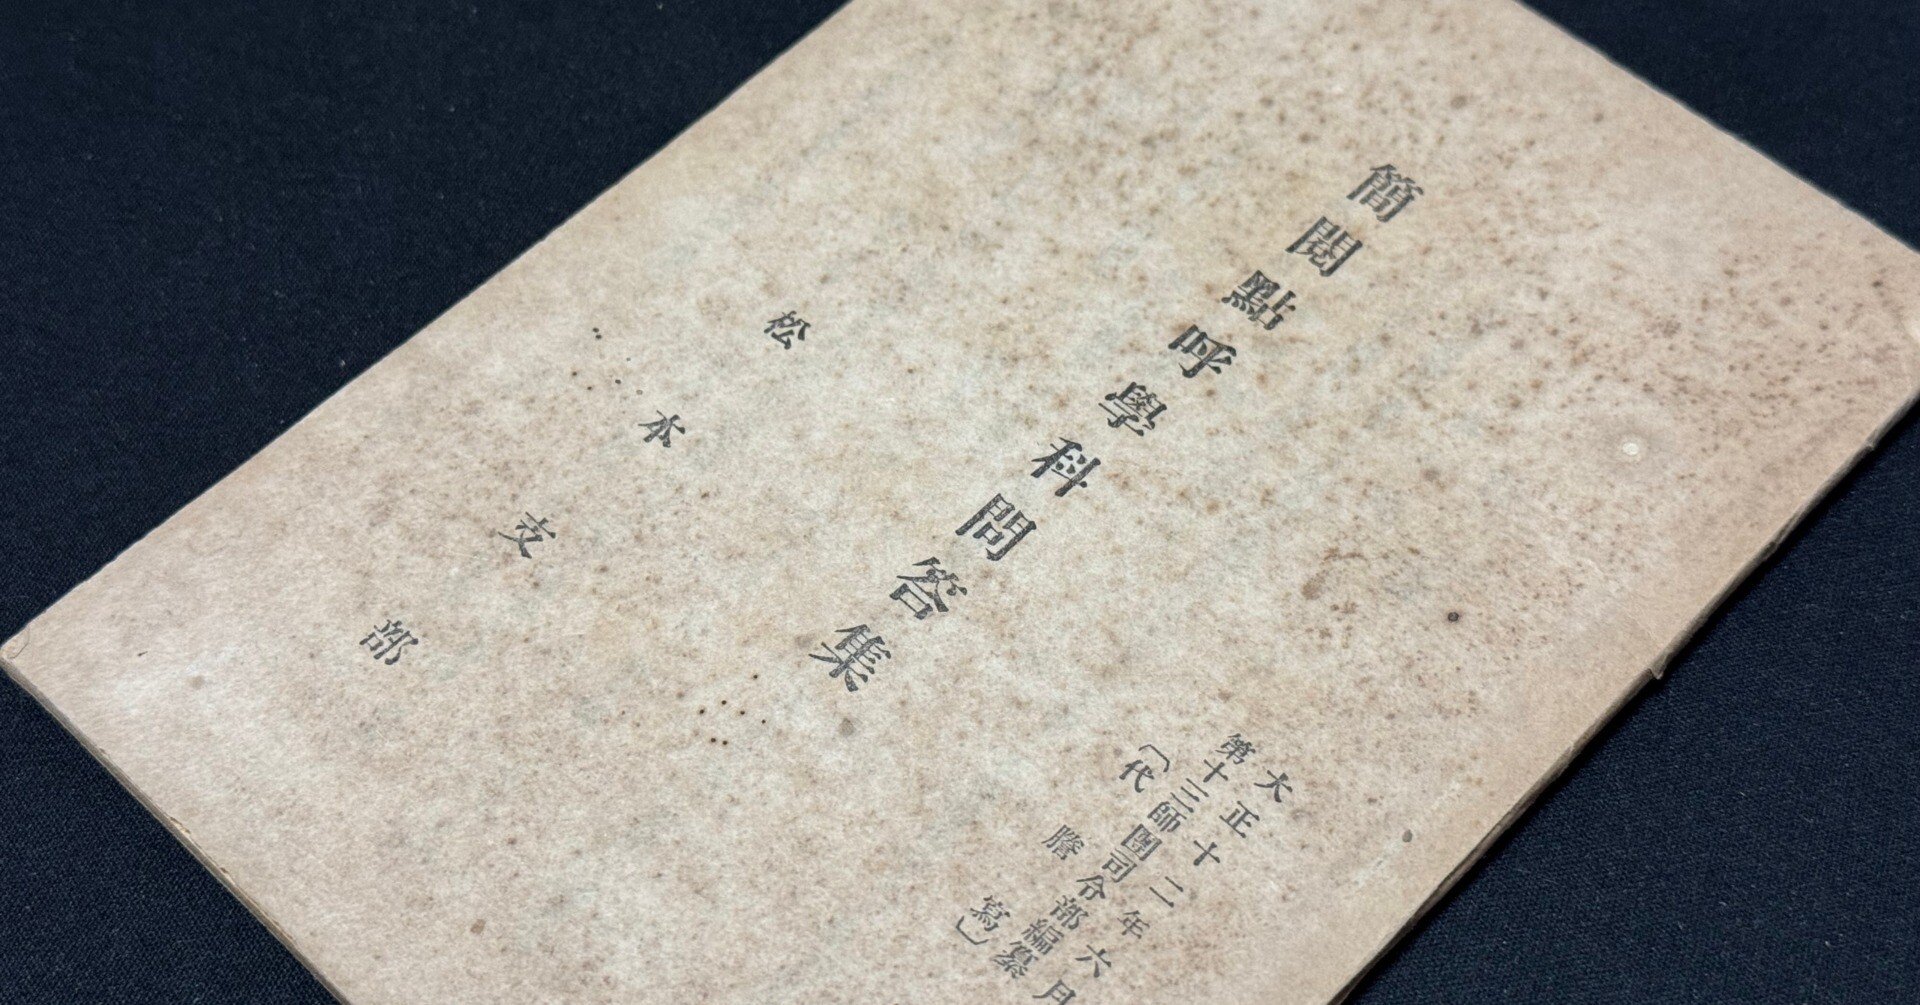 大正十二年六月
第十三師團司令部編纂
〔代謄寫〕
簡閲點呼學科問答集
松本支部